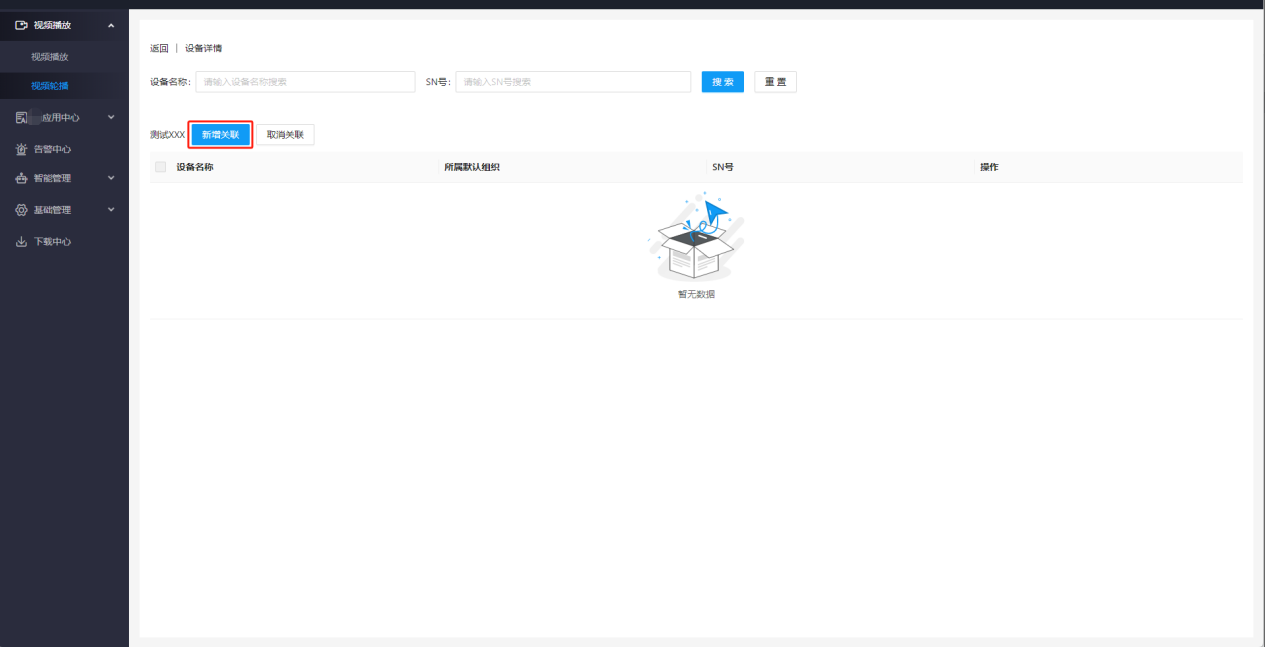 视频播放
视频播放
视频轮播
应用中心
告警中心
智能管理
基础管理
下载中心
返回 | 设备详情
设备名称: 请输入设备名称搜索 SN号: 请输入SN号搜索 搜 索 重 置
测试XXX 新增关联 取消关联
设备名称 所属默认组织 SN号 操作
暂无数据